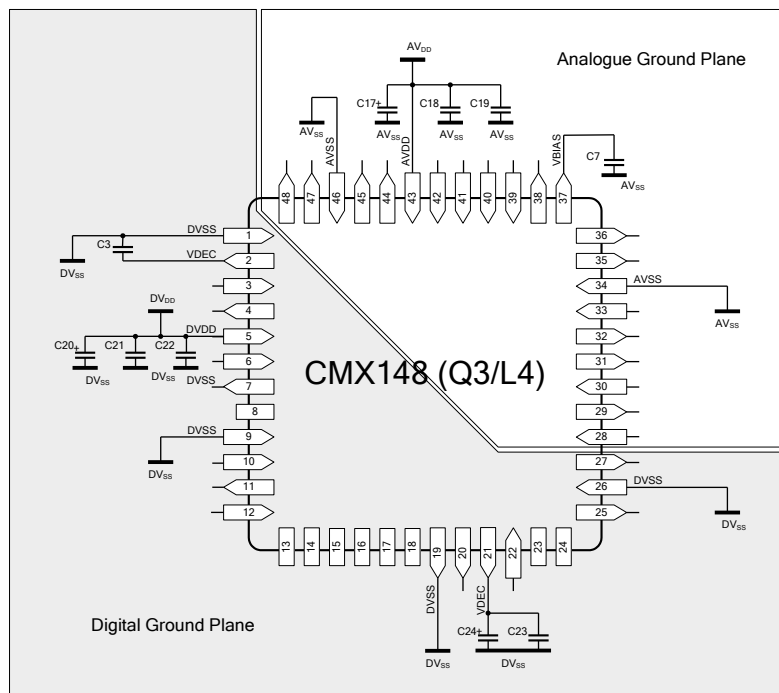 AVDD
Analogue Ground Plane
C17+
C18
C19
AVSS
AVSS
AVSS
AVSS
AVSS
AVDD
VBIAS
C7
AVSS
48
47
46
45
44
43
42
41
40
39
38
37
DVSS
1
36
C3
DVSS
VDEC
2
35
3
34
AVSS
DVDD
4
33
AVSS
DVDD
5
32
C20+
C21
C22
6
31
DVSS
DVSS
DVSS
DVSS
7
30
CMX148 (Q3/L4)
8
29
DVSS
9
28
DVSS
10
27
11
26
DVSS
12
25
DVSS
13
14
15
16
17
18
19
20
21
22
23
24
DVSS
VDEC
Digital Ground Plane
C24+
C23
DVSS
DVSS